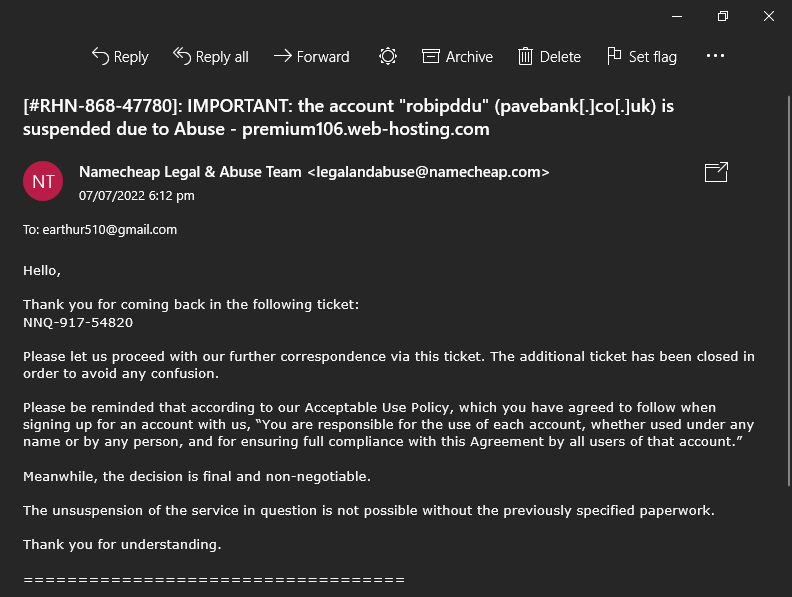 Reply
Reply all
Forward
Archive
Delete
Set flag
[#RHN-868-47780]: IMPORTANT: the account "robipddu" (pavebank[.]co[.]uk) is
suspended due to Abuse - premium106.web-hosting.com
NT
Namecheap Legal & Abuse Team <legalandabuse@namecheap.com>
07/07/2022 6:12 pm
To: earthur510@gmail.com
Hello,
Thank you for coming back in the following ticket:
NNQ-917-54820
Please let us proceed with our further correspondence via this ticket. The additional ticket has been closed in
order to avoid any confusion.
Please be reminded that according to our Acceptable Use Policy, which you have agreed to follow when
signing up for an account with us, “You are responsible for the use of each account, whether used under any
name or by any person, and for ensuring full compliance with this Agreement by all users of that account.”
Meanwhile, the decision is final and non-negotiable.
The unsuspension of the service in question is not possible without the previously specified paperwork.
Thank you for understanding.
===================================